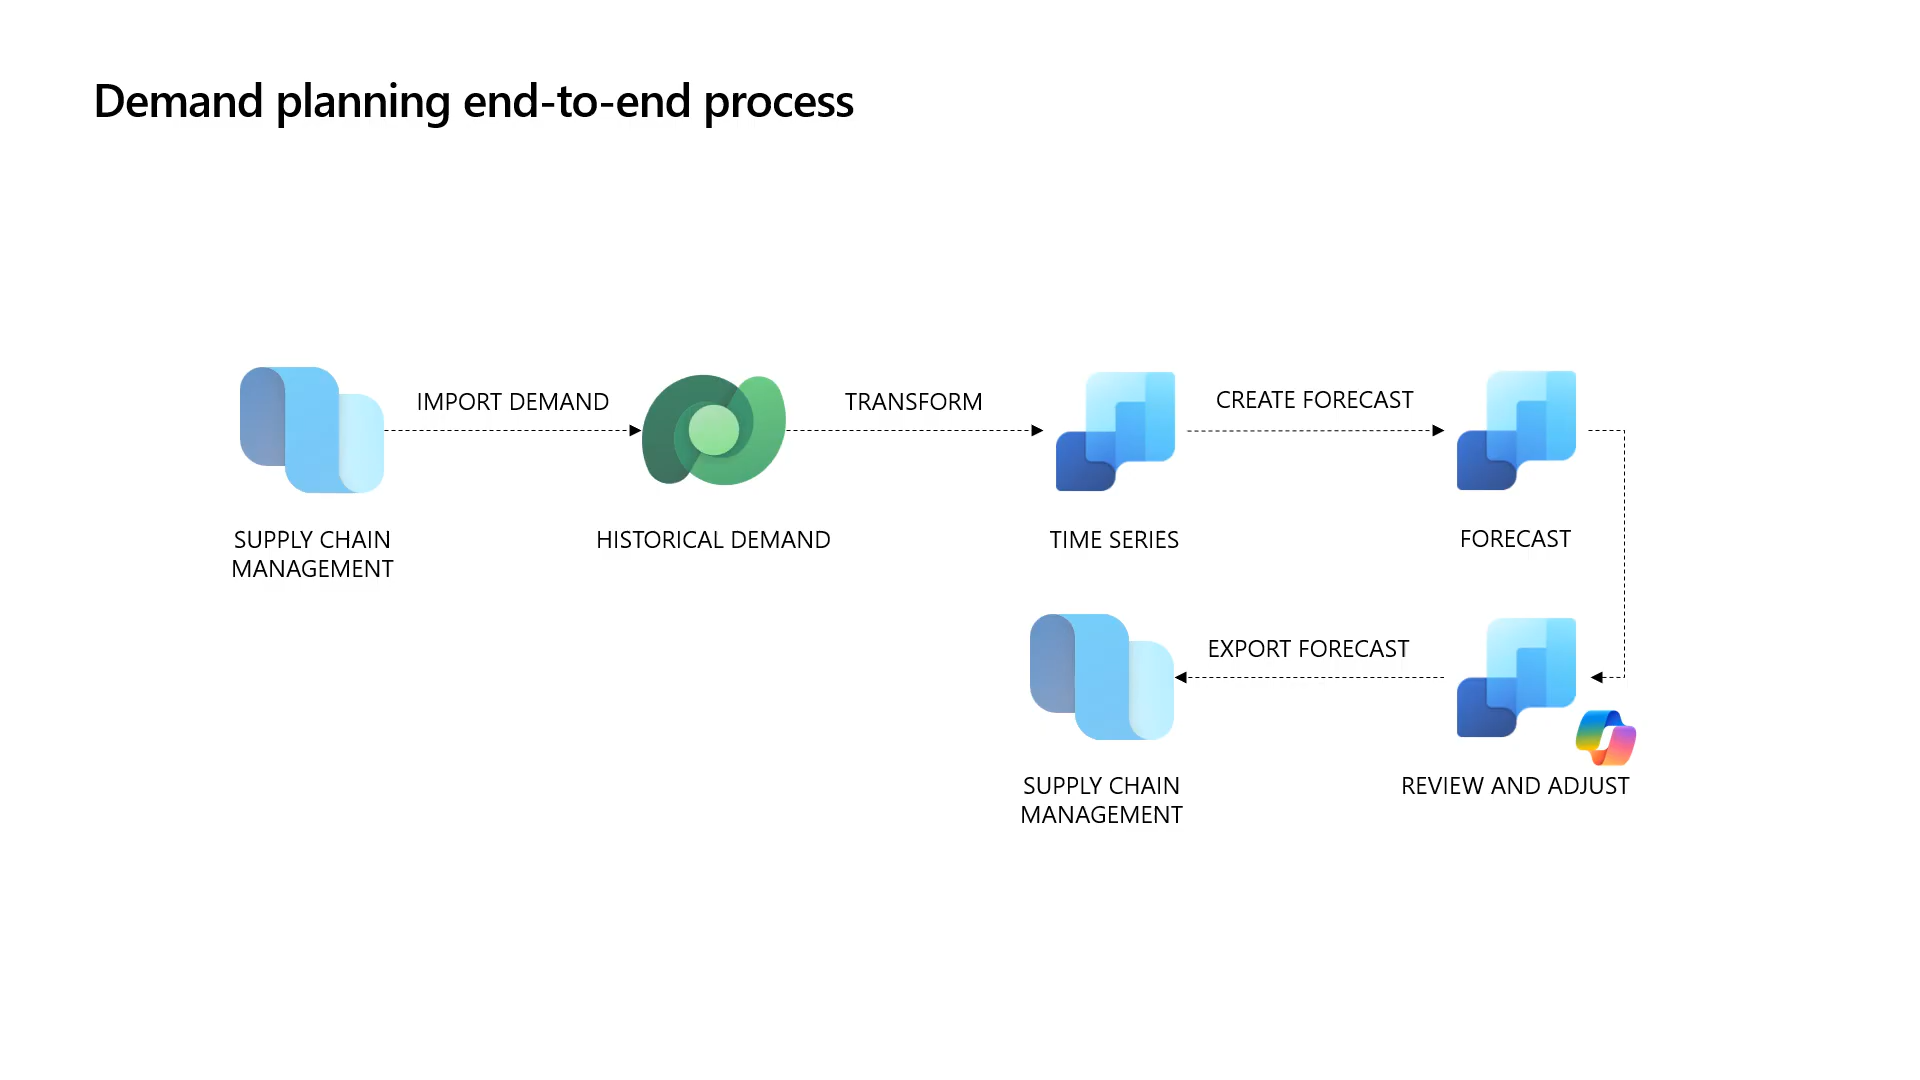 Demand planning end-to-end process
IMPORT DEMAND
TRANSFORM
CREATE FORECAST
SUPPLY CHAIN
MANAGEMENT
HISTORICAL DEMAND
TIME SERIES
FORECAST
EXPORT FORECAST
SUPPLY CHAIN
MANAGEMENT
REVIEW AND ADJUST